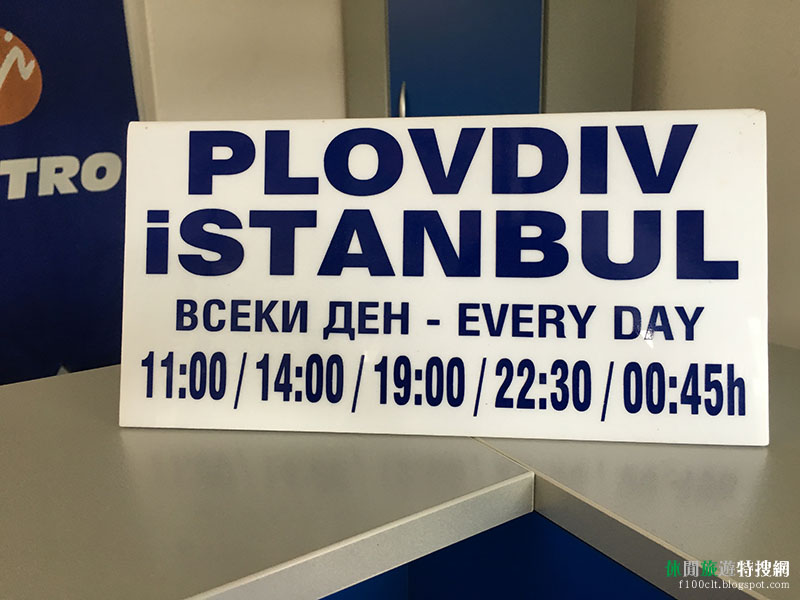 TRO
PLOVDIV
iSTANBUL
ВСЕКИ ДЕН - EVERY DAY
11:00 / 14:00 / 19:00 / 22:30 / 00:45h
休閒旅遊特搜網
f100clt.blogspot.com